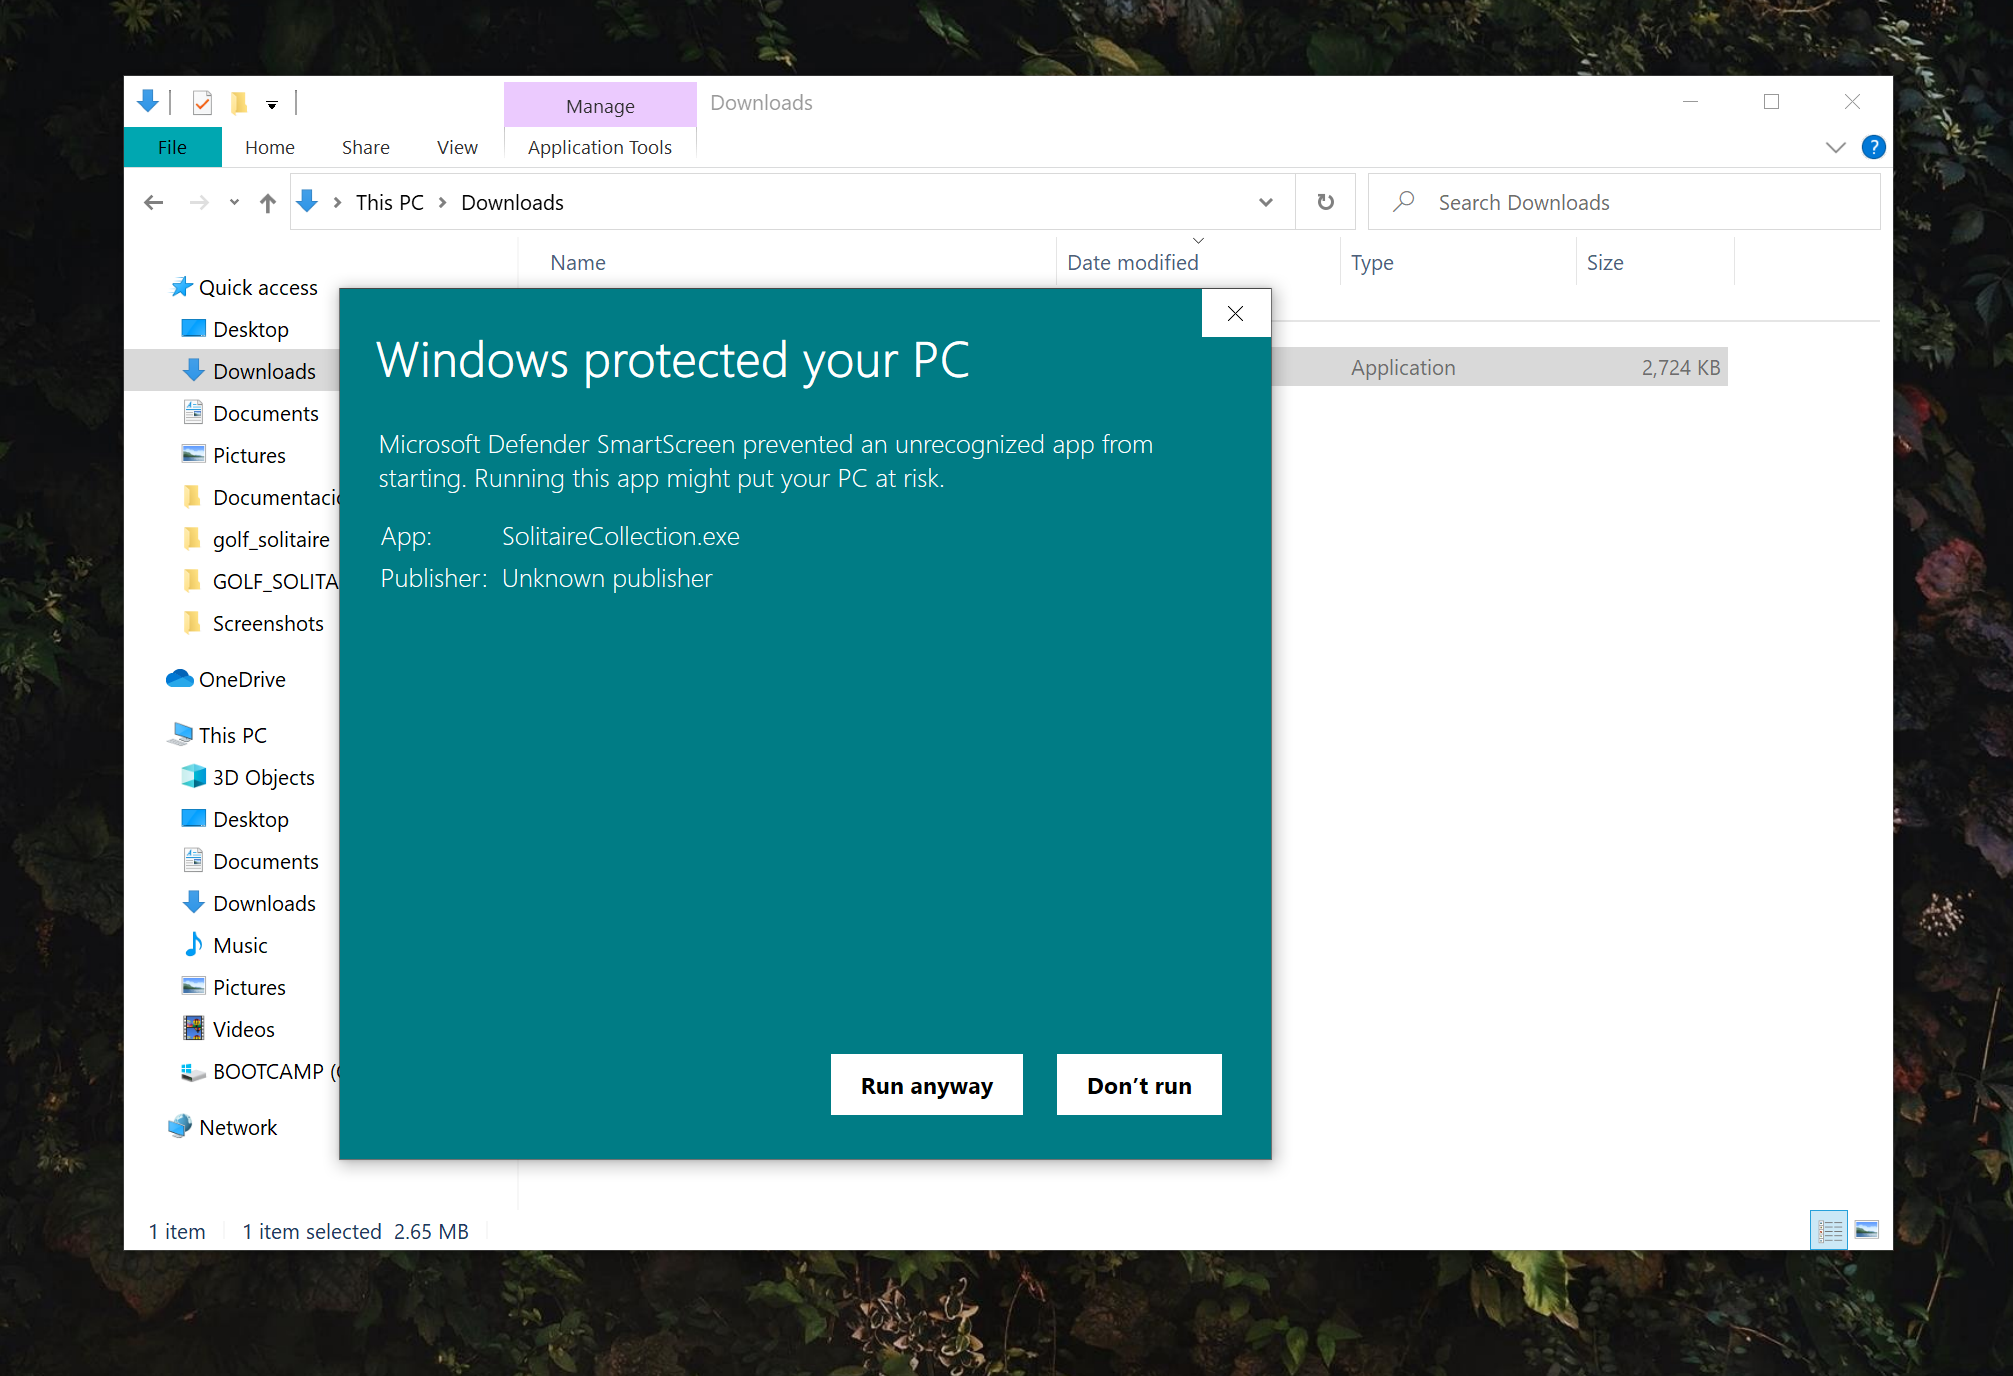 Manage
Downloads
File
Home
Share
View
Application Tools
?
This PC
Downloads
Search Downloads
Name
Date modified
Type
Size
Quick access
Desktop
Downloads
Documents
Pictures
Documentaci
golf_solitaire
GOLF_SOLITA
Screenshots
OneDrive
This PC
3D Objects
Desktop
Documents
Downloads
Music
Pictures
Videos
BOOTCAMP (
Network
Application
2,724 KB
Windows protected your PC
Microsoft Defender SmartScreen prevented an unrecognized app from
starting. Running this app might put your PC at risk.
App: SolitaireCollection.exe
Publisher: Unknown publisher
Run anyway
Don’t run
1 item
1 item selected 2.65 MB